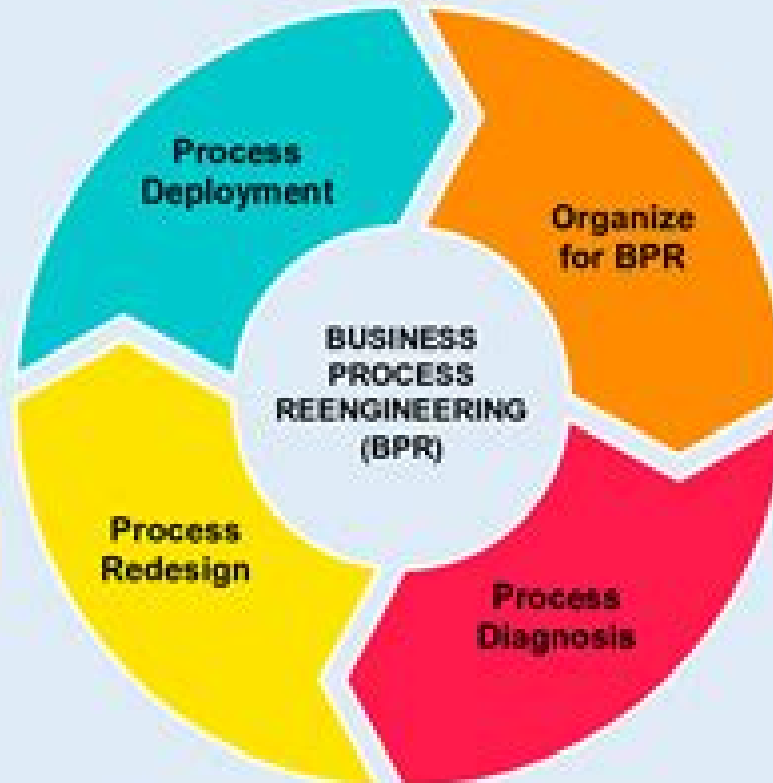 Process
Deployment
Organize
for BPR
BUSINESS
PROCESS
REENGINEERING
(BPR)
Process
Redesign
Process
Diagnosis